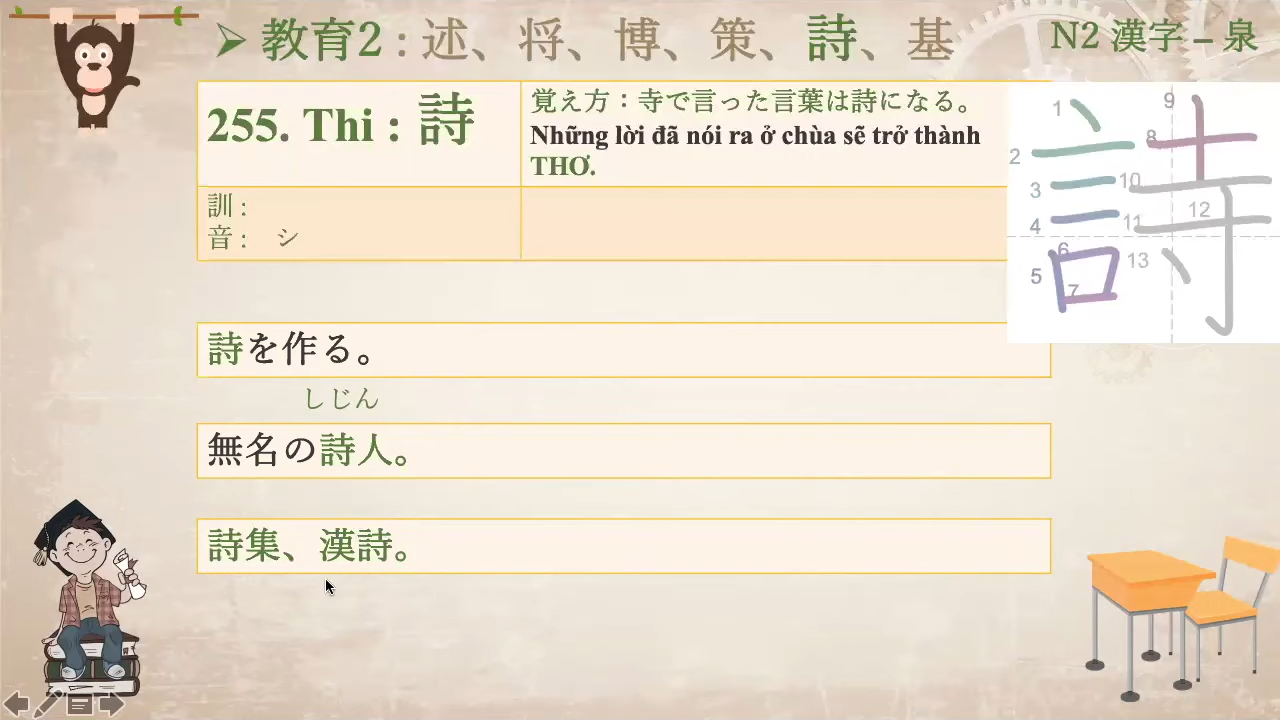 ➢ 教育2 : 述、将、博、策、詩、基
N2 漢字 – 泉
255. Thi : 詩
覚え方：寺で言った言葉は詩になる。
Những lời đã nói ra ở chùa sẽ trở thành
THƠ.
訓 :
音 : シ
1
2
3
4
5
6
7
8
9
10
11
12
13
詩を作る。
しじん
無名の詩人。
詩集、漢詩。